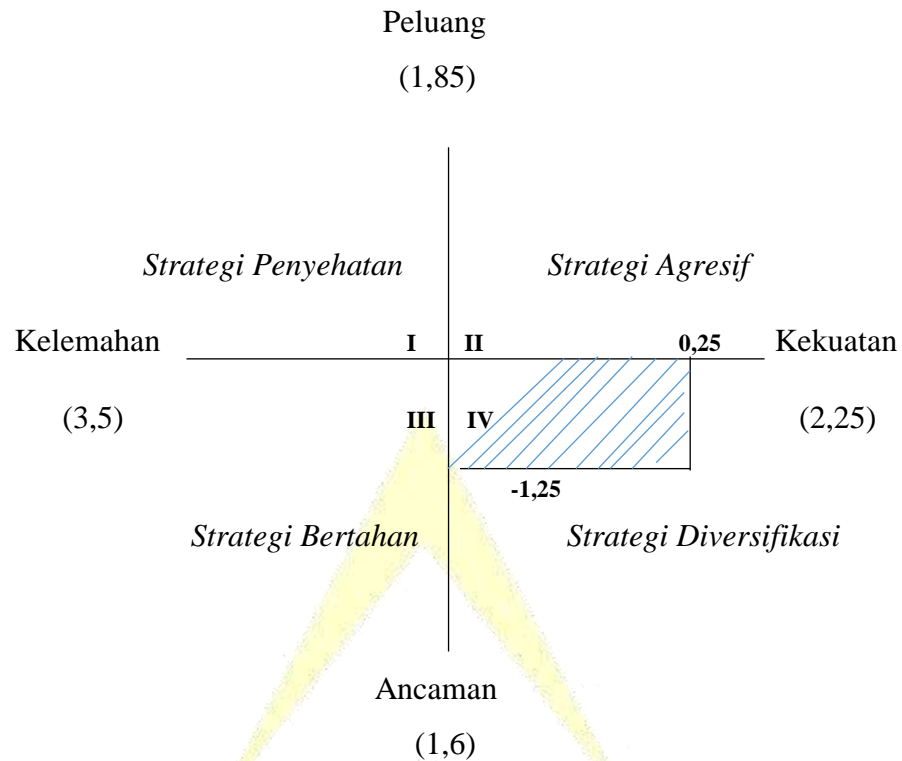 Peluang
(1,85)
Strategi Penyehatan
Strategi Agresif
Kelemahan
I
II
0,25
Kekuatan
(3,5)
III
IV
(2,25)
-1,25
Strategi Bertahan
Strategi Diversifikasi
Ancaman
(1,6)